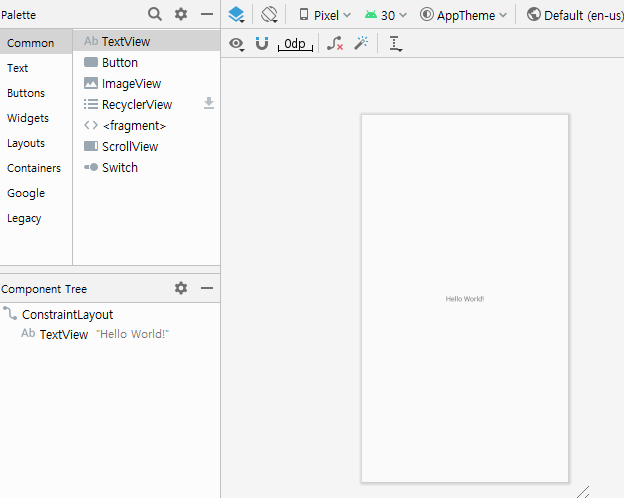 Palette
Common
Text
Buttons
Widgets
Layouts
Containers
Google
Legacy
Ab TextView
Button
ImageView
RecyclerView
<fragment>
ScrollView
Switch
Pixel
30
AppTheme
Default (en-us)
0dp
Component Tree
ConstraintLayout
Ab TextView "Hello World!"
Hello World!